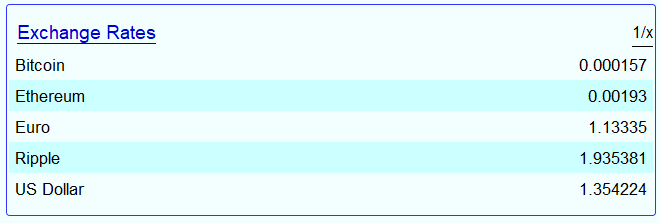 Exchange Rates 1/x
Bitcoin 0.000157
Ethereum 0.00193
Euro 1.13335
Ripple 1.935381
US Dollar 1.354224